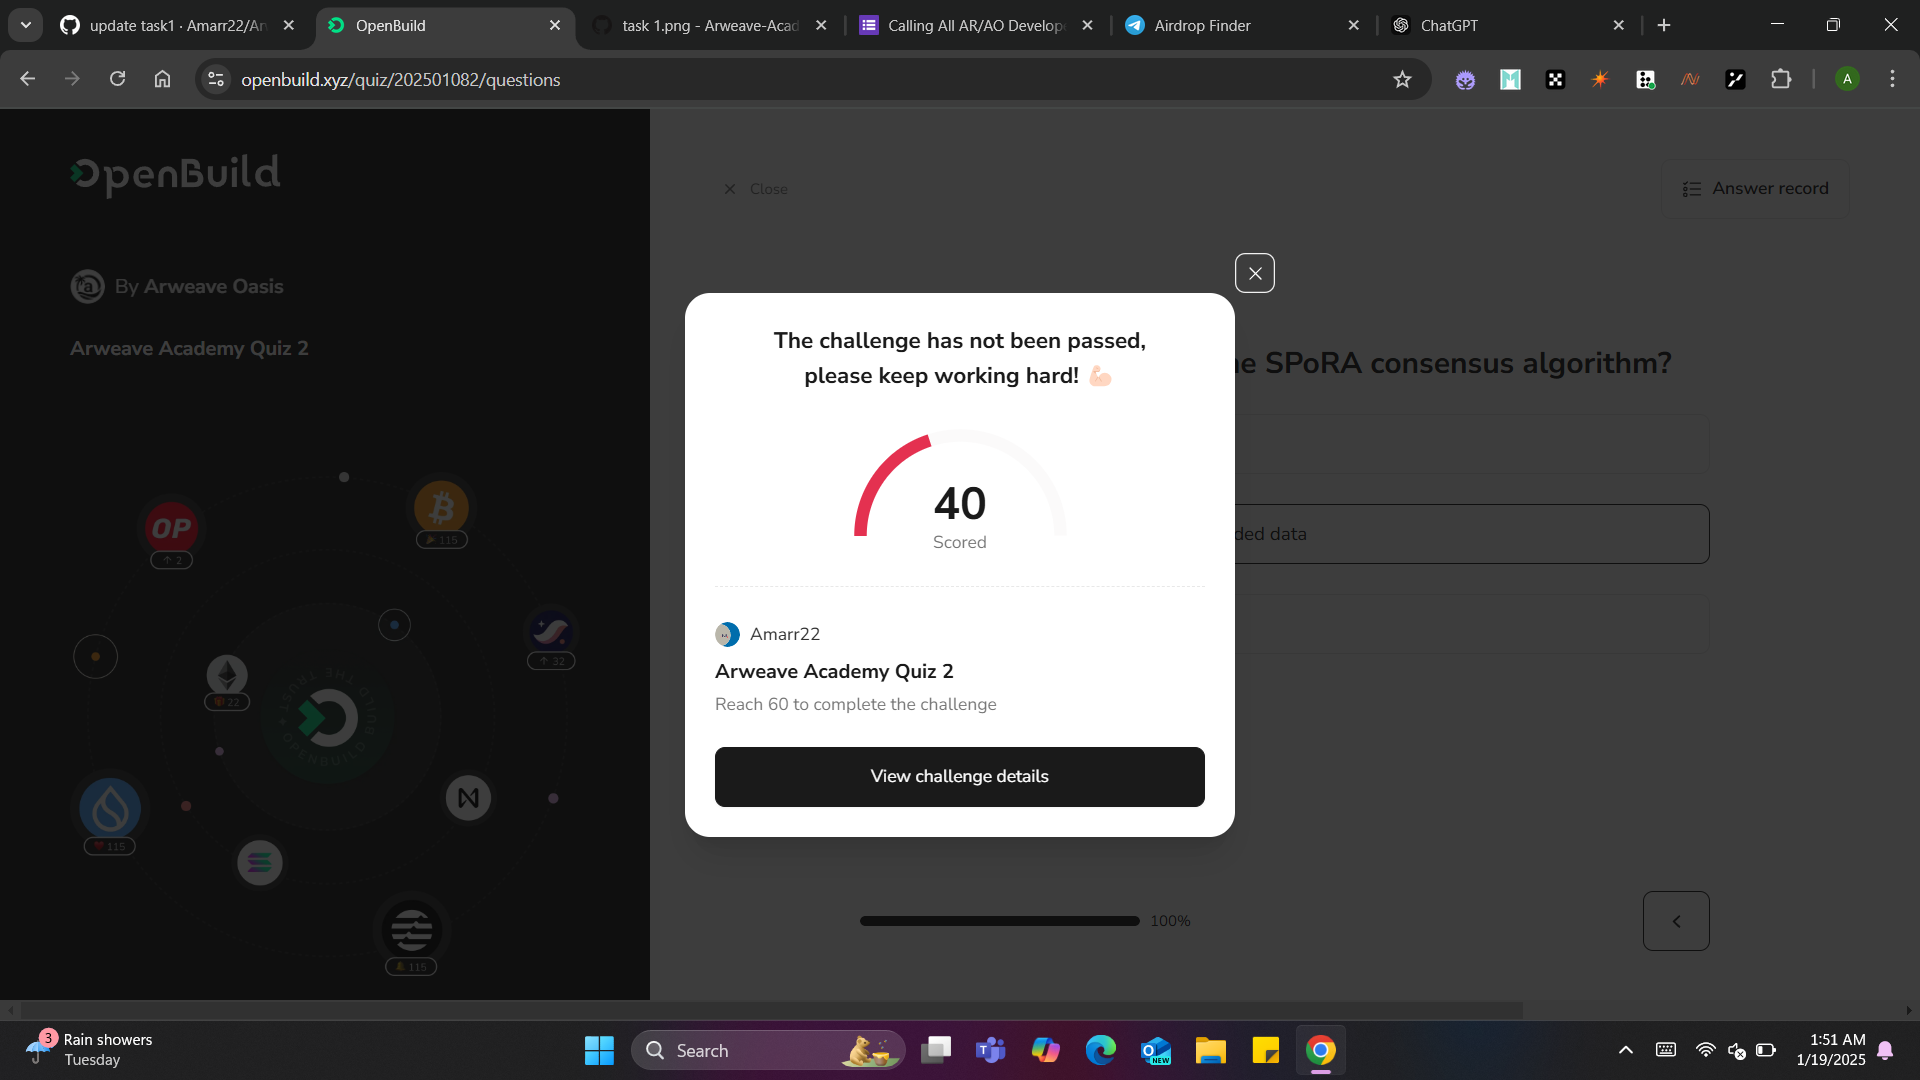 update task1 · Amarr22/Ar
OpenBuild
task 1.png - Arweave-Acad
Calling All AR/AO Develop
Airdrop Finder
ChatGPT
openbuild.xyz/quiz/202501082/questions
A
OpenBuild
By Arweave Oasis
Arweave Academy Quiz 2
Close
Answer record
he SPoRA consensus algorithm?
ded data
The challenge has not been passed,
please keep working hard!
40
Scored
Amarr22
Arweave Academy Quiz 2
Reach 60 to complete the challenge
View challenge details
100%
OP
2
115
32
22
115
115
3
Rain showers
Tuesday
Search
NEW
1:51 AM
1/19/2025